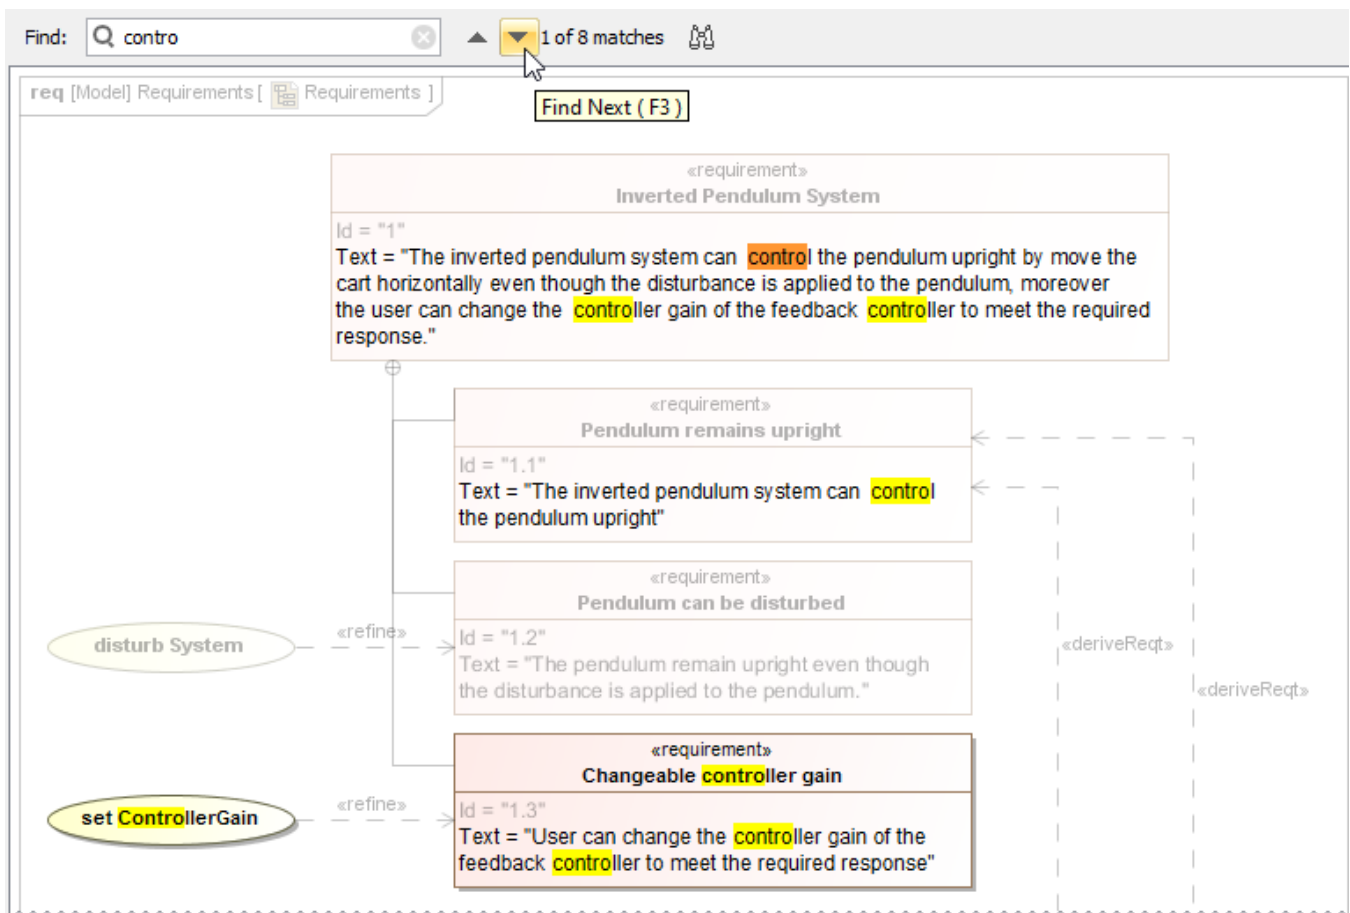 Find: contro 1 of 8 matches
Find Next ( F3 )
req [Model] Requirements [ Requirements ]
«requirement»
Inverted Pendulum System
Id = "1"
Text = "The inverted pendulum system can control the pendulum upright by move the
cart horizontally even though the disturbance is applied to the pendulum, moreover
the user can change the controller gain of the feedback controller to meet the required
response."
«requirement»
Pendulum remains upright
Id = "1.1"
Text = "The inverted pendulum system can control
the pendulum upright"
«requirement»
Pendulum can be disturbed
Id = "1.2"
Text = "The pendulum remain upright even though
the disturbance is applied to the pendulum."
disturb System
«refine»
«deriveReqt»
«deriveReqt»
«requirement»
Changeable controller gain
Id = "1.3"
Text = "User can change the controller gain of the
feedback controller to meet the required response"
set ControllerGain
«refine»